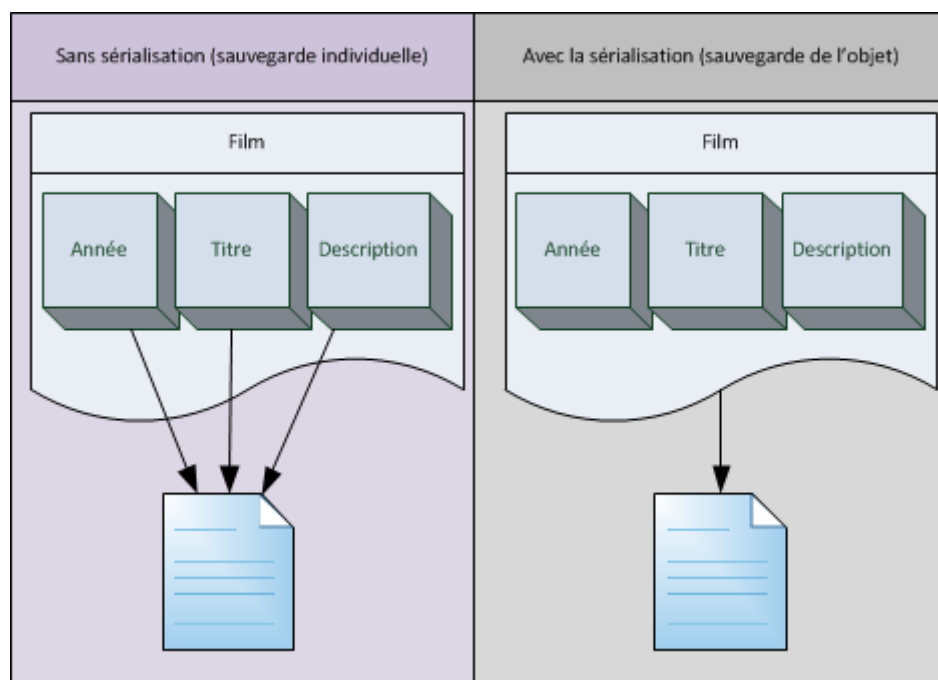 Sans sérialisation (sauvegarde individuelle)
Avec la sérialisation (sauvegarde de l'objet)
Film
Année
Titre
Description
Film
Année
Titre
Description